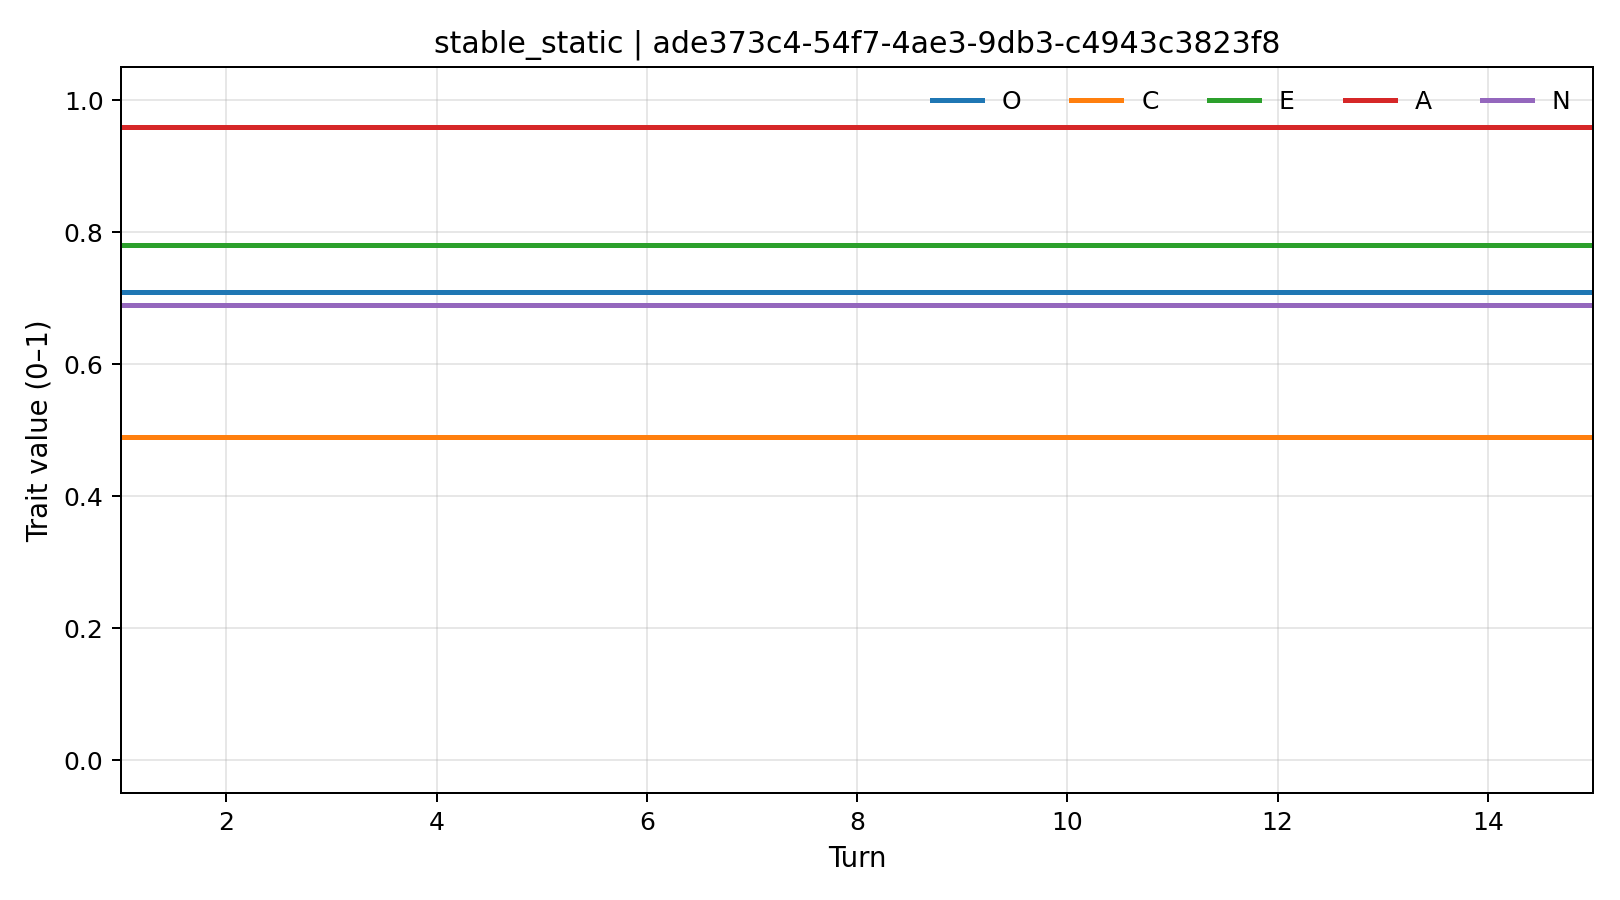 stable_static | ade373c4-54f7-4ae3-9db3-c4943c3823f8
O C E A N
1.0
0.8
0.6
0.4
0.2
0.0
Trait value (0–1)
2 4 6 8 10 12 14
Turn